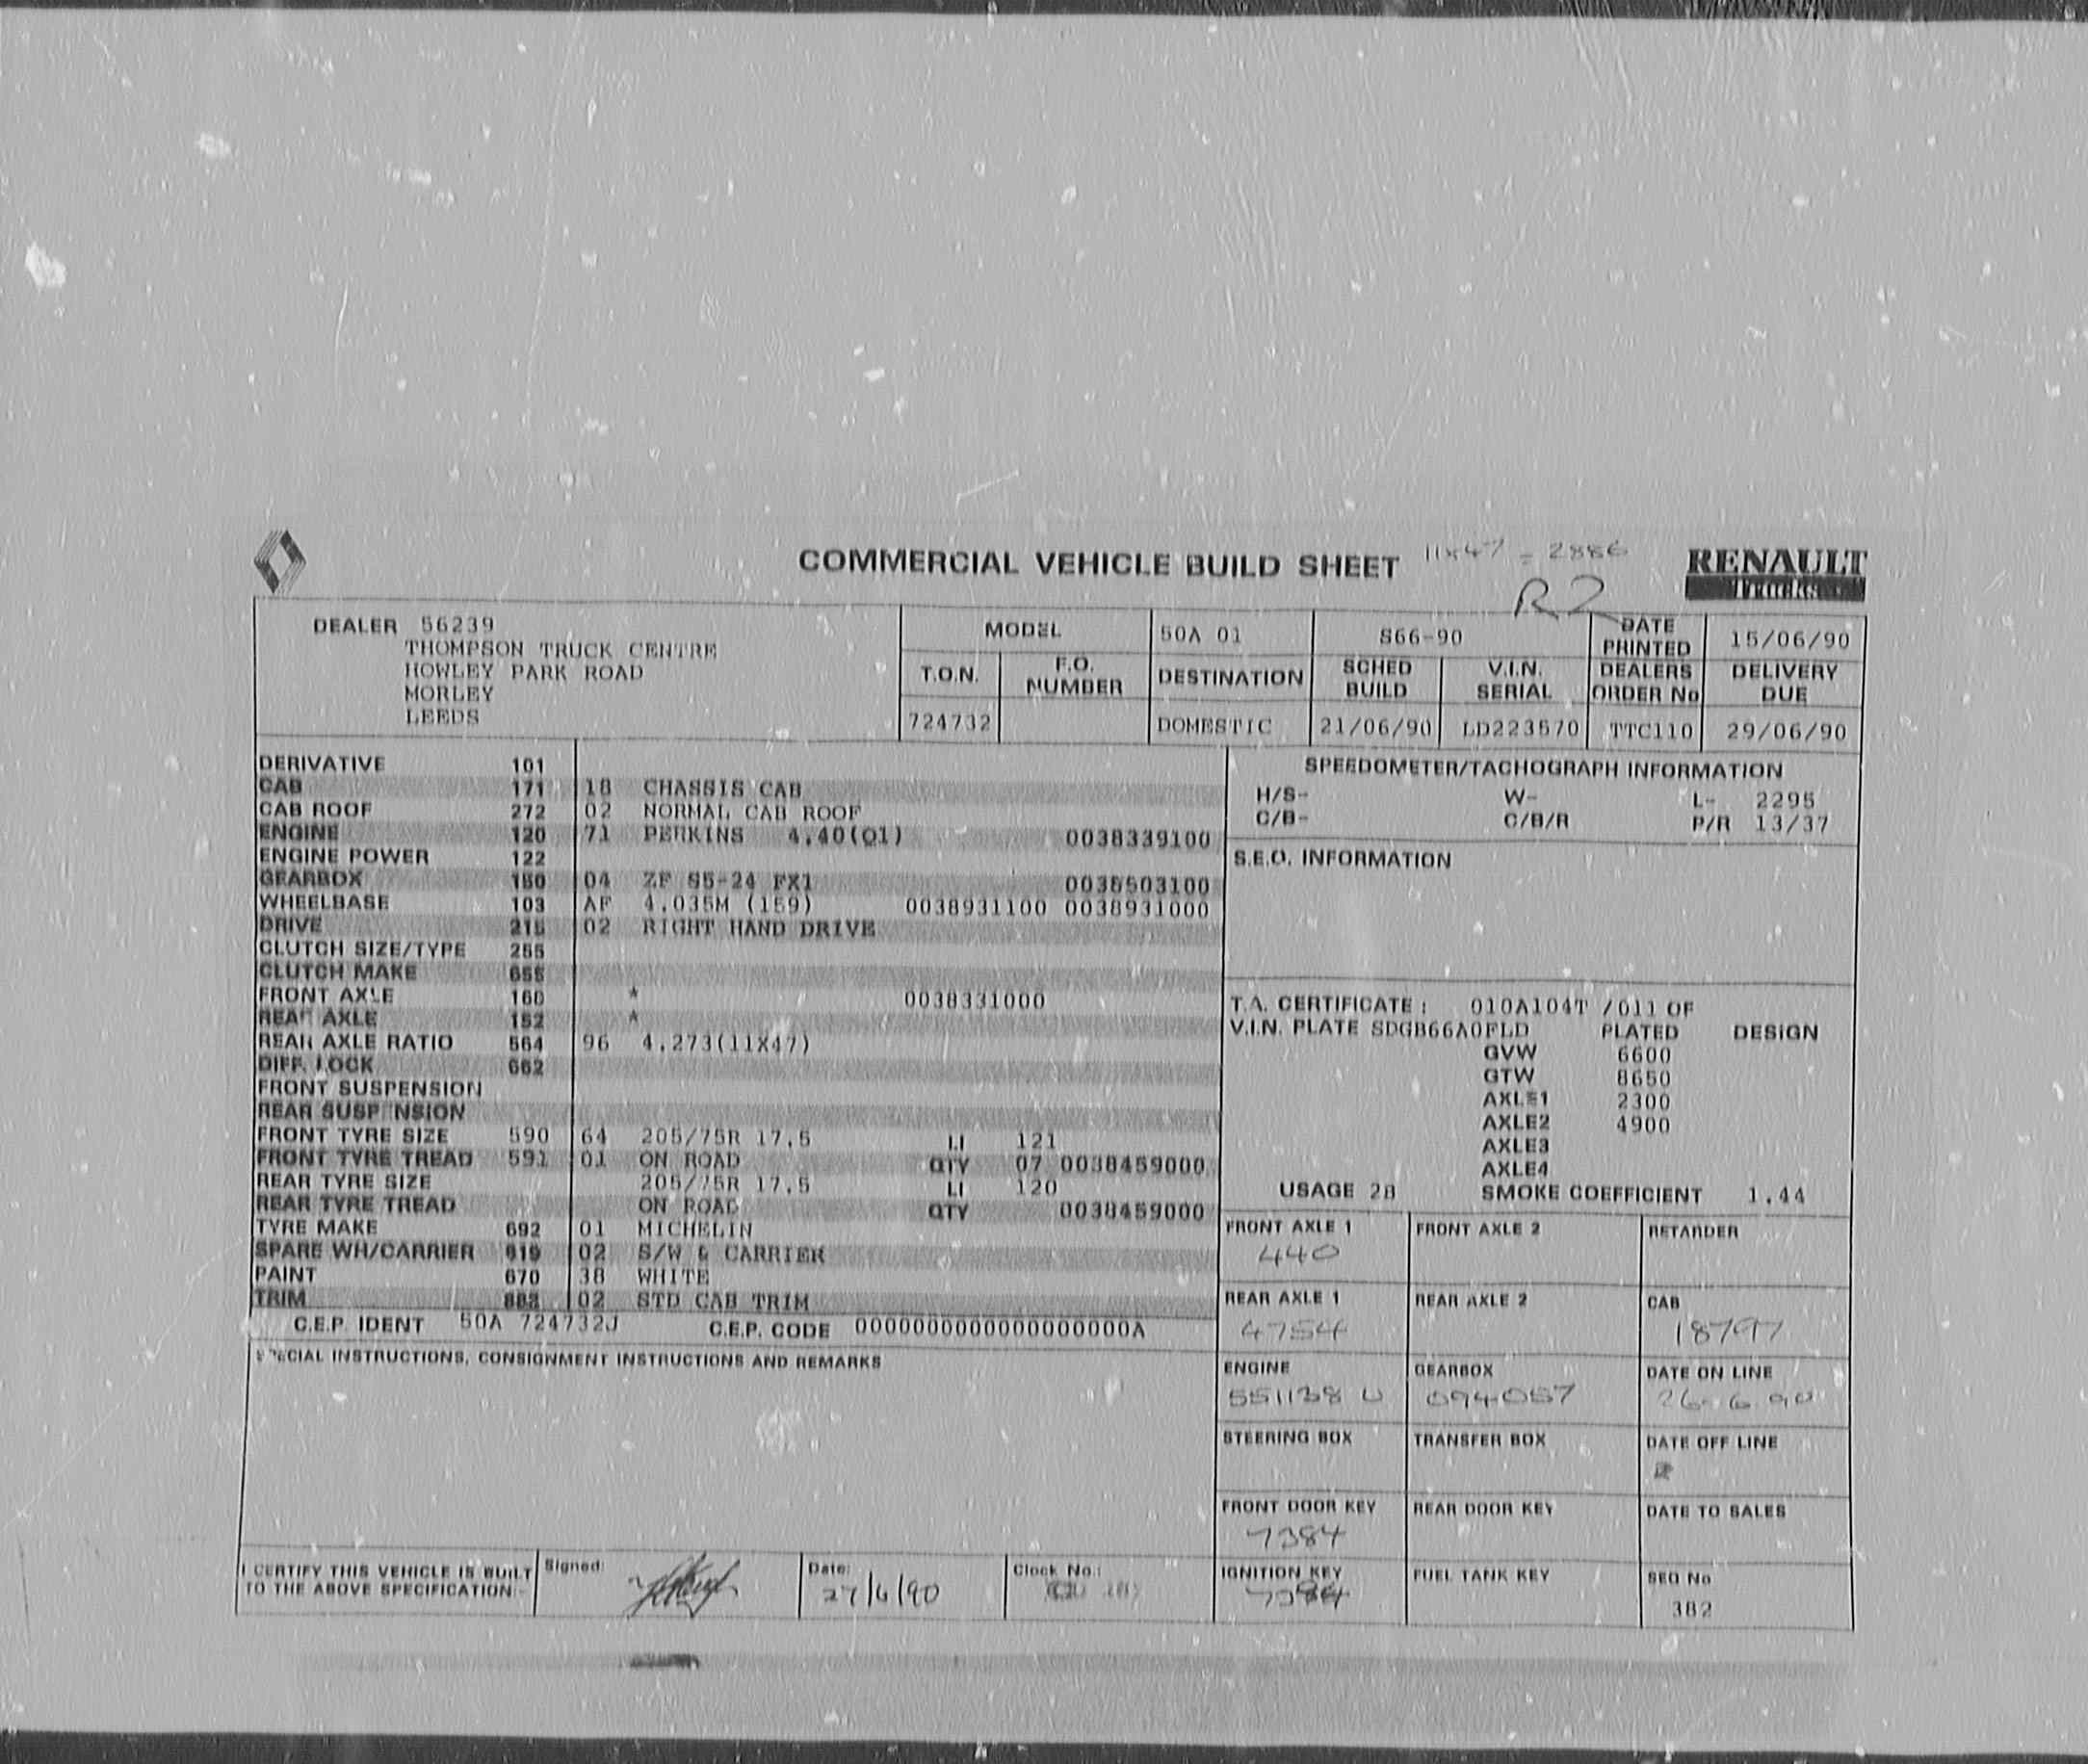 COMMERCIAL VEHICLE BUILD SHEET 11x47 = 2886
RENAULT
Trucks
R2
DEALER 56239
THOMPSON TRUCK CENTRE
HOWLEY PARK ROAD
MORLEY
LEEDS
MODEL 50A 01 S66-90 DATE PRINTED 15/06/90
T.O.N. F.O. NUMBER DESTINATION SCHED BUILD V.I.N. SERIAL DEALERS ORDER No DELIVERY DUE
724732 DOMESTIC 21/06/90 LD223570 TTC110 29/06/90
DERIVATIVE 101
CAB 171 18 CHASSIS CAB
CAB ROOF 272 02 NORMAL CAB ROOF
ENGINE 120 71 PERKINS 4.40(Q1) 0038339100
ENGINE POWER 122
GEARBOX 150 04 ZF S5-24 FX1 0038503100
WHEELBASE 103 AF 4.035M (159) 0038931100 0038931000
DRIVE 215 02 RIGHT HAND DRIVE
CLUTCH SIZE/TYPE 255
CLUTCH MAKE 655
FRONT AXLE 160 * 0038331000
REAR AXLE 152 *
REAR AXLE RATIO 564 96 4.273(11X47)
DIFF. LOCK 662
FRONT SUSPENSION
REAR SUSPENSION
FRONT TYRE SIZE 590 64 205/75R 17.5 LI 121
FRONT TYRE TREAD 591 01 ON ROAD QTY 07 0038459000
REAR TYRE SIZE 205/75R 17.5 LI 120
REAR TYRE TREAD ON ROAD QTY 0038459000
TYRE MAKE 692 01 MICHELIN
SPARE WH/CARRIER 619 02 S/W & CARRIER
PAINT 670 38 WHITE
TRIM 02 STD CAB TRIM
C.E.P. IDENT 50A 724732J C.E.P. CODE 0000000000000000000A
SPECIAL INSTRUCTIONS, CONSIGNMENT INSTRUCTIONS AND REMARKS
SPEEDOMETER/TACHOGRAPH INFORMATION
H/S- W- L- 2295
C/B- C/B/R P/R 13/37
S.E.O. INFORMATION
T.A. CERTIFICATE: 010A104T /011 OF
V.I.N. PLATE SDGB66A0FLD PLATED DESIGN
GVW 6600
GTW 8650
AXLE1 2300
AXLE2 4900
AXLE3
AXLE4
USAGE 28 SMOKE COEFFICIENT 1.44
FRONT AXLE 1 FRONT AXLE 2 RETARDER
440
REAR AXLE 1 REAR AXLE 2 CAB
4754 18797
ENGINE GEARBOX DATE ON LINE
551138 U 094057 26.6.90
STEERING BOX TRANSFER BOX DATE OFF LINE
FRONT DOOR KEY REAR DOOR KEY DATE TO SALES
7384
IGNITION KEY FUEL TANK KEY SEQ No
7384 382
I CERTIFY THIS VEHICLE IS BUILT
TO THE ABOVE SPECIFICATION:-
Signed: Date: 27/6/90 Clock No.: